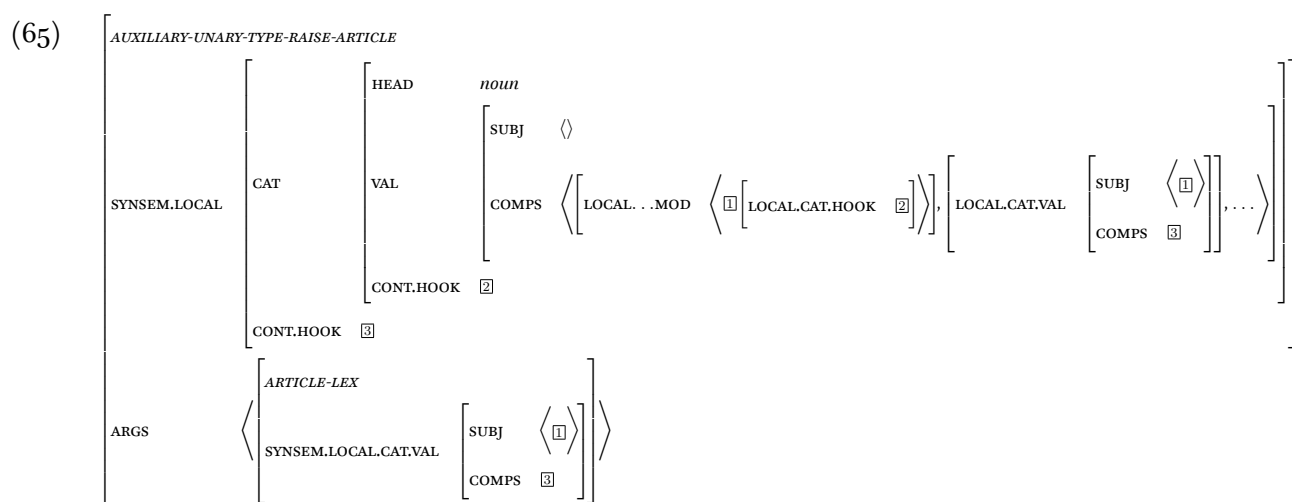 (65)
AUXILIARY-UNARY-TYPE-RAISE-ARTICLE
HEAD noun
SUBJ ⟨⟩
SYNSEM.LOCAL CAT VAL COMPS ⟨[LOCAL...MOD ⟨1[LOCAL.CAT.HOOK 2]⟩], [LOCAL.CAT.VAL [SUBJ ⟨1⟩
COMPS 3]], ...⟩
CONT.HOOK 2
CONT.HOOK 3
ARTICLE-LEX
ARGS ⟨ SYNSEM.LOCAL.CAT.VAL [SUBJ ⟨1⟩
COMPS 3] ⟩